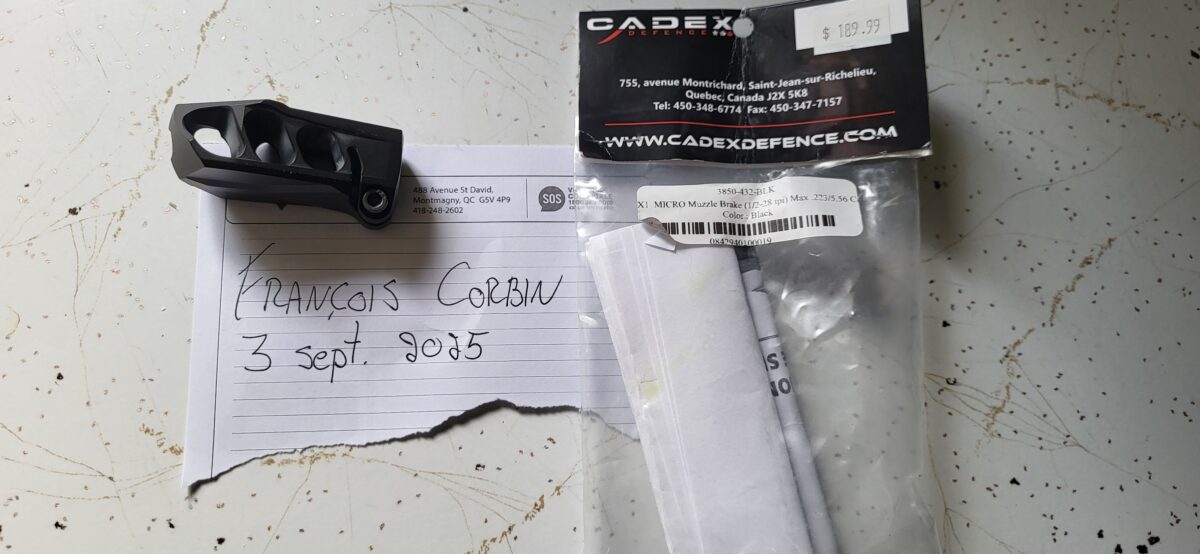 488 Avenue St David,
Montmagny, QC G5V 4P9
418-248-2602
SOS
FRANÇOIS CORBIN
3 sept. 2025
CADEX
DEFENCE
$ 189.99
755, avenue Montrichard, Saint-Jean-sur-Richelieu,
Quebec, Canada J2X 5K8
Tel: 450-348-6774 Fax: 450-347-7157
WWW.CADEXDEFENCE.COM
3850-432-BLK
X1 MICRO Muzzle Brake (1/2-28 tpi) Max .223/5.56 C
Color : Black
0842940100019